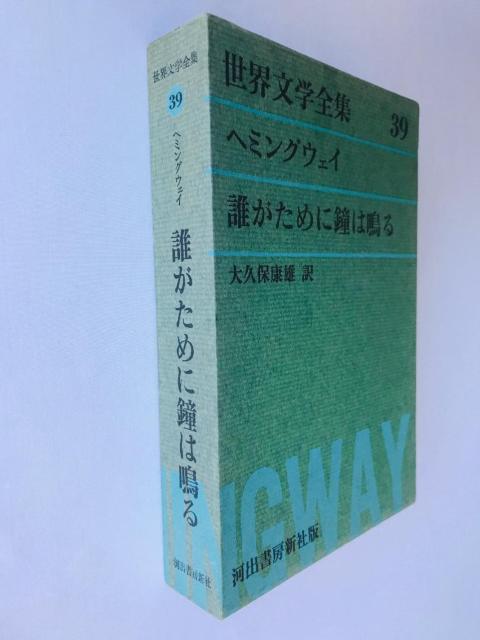 世界文学全集 39
ヘミングウェイ
誰がために鐘は鳴る
大久保康雄 訳
INGWAY
河出書房新社版
世界文学全集
39
ヘミングウェイ
誰がために鐘は鳴る
河出書房新社